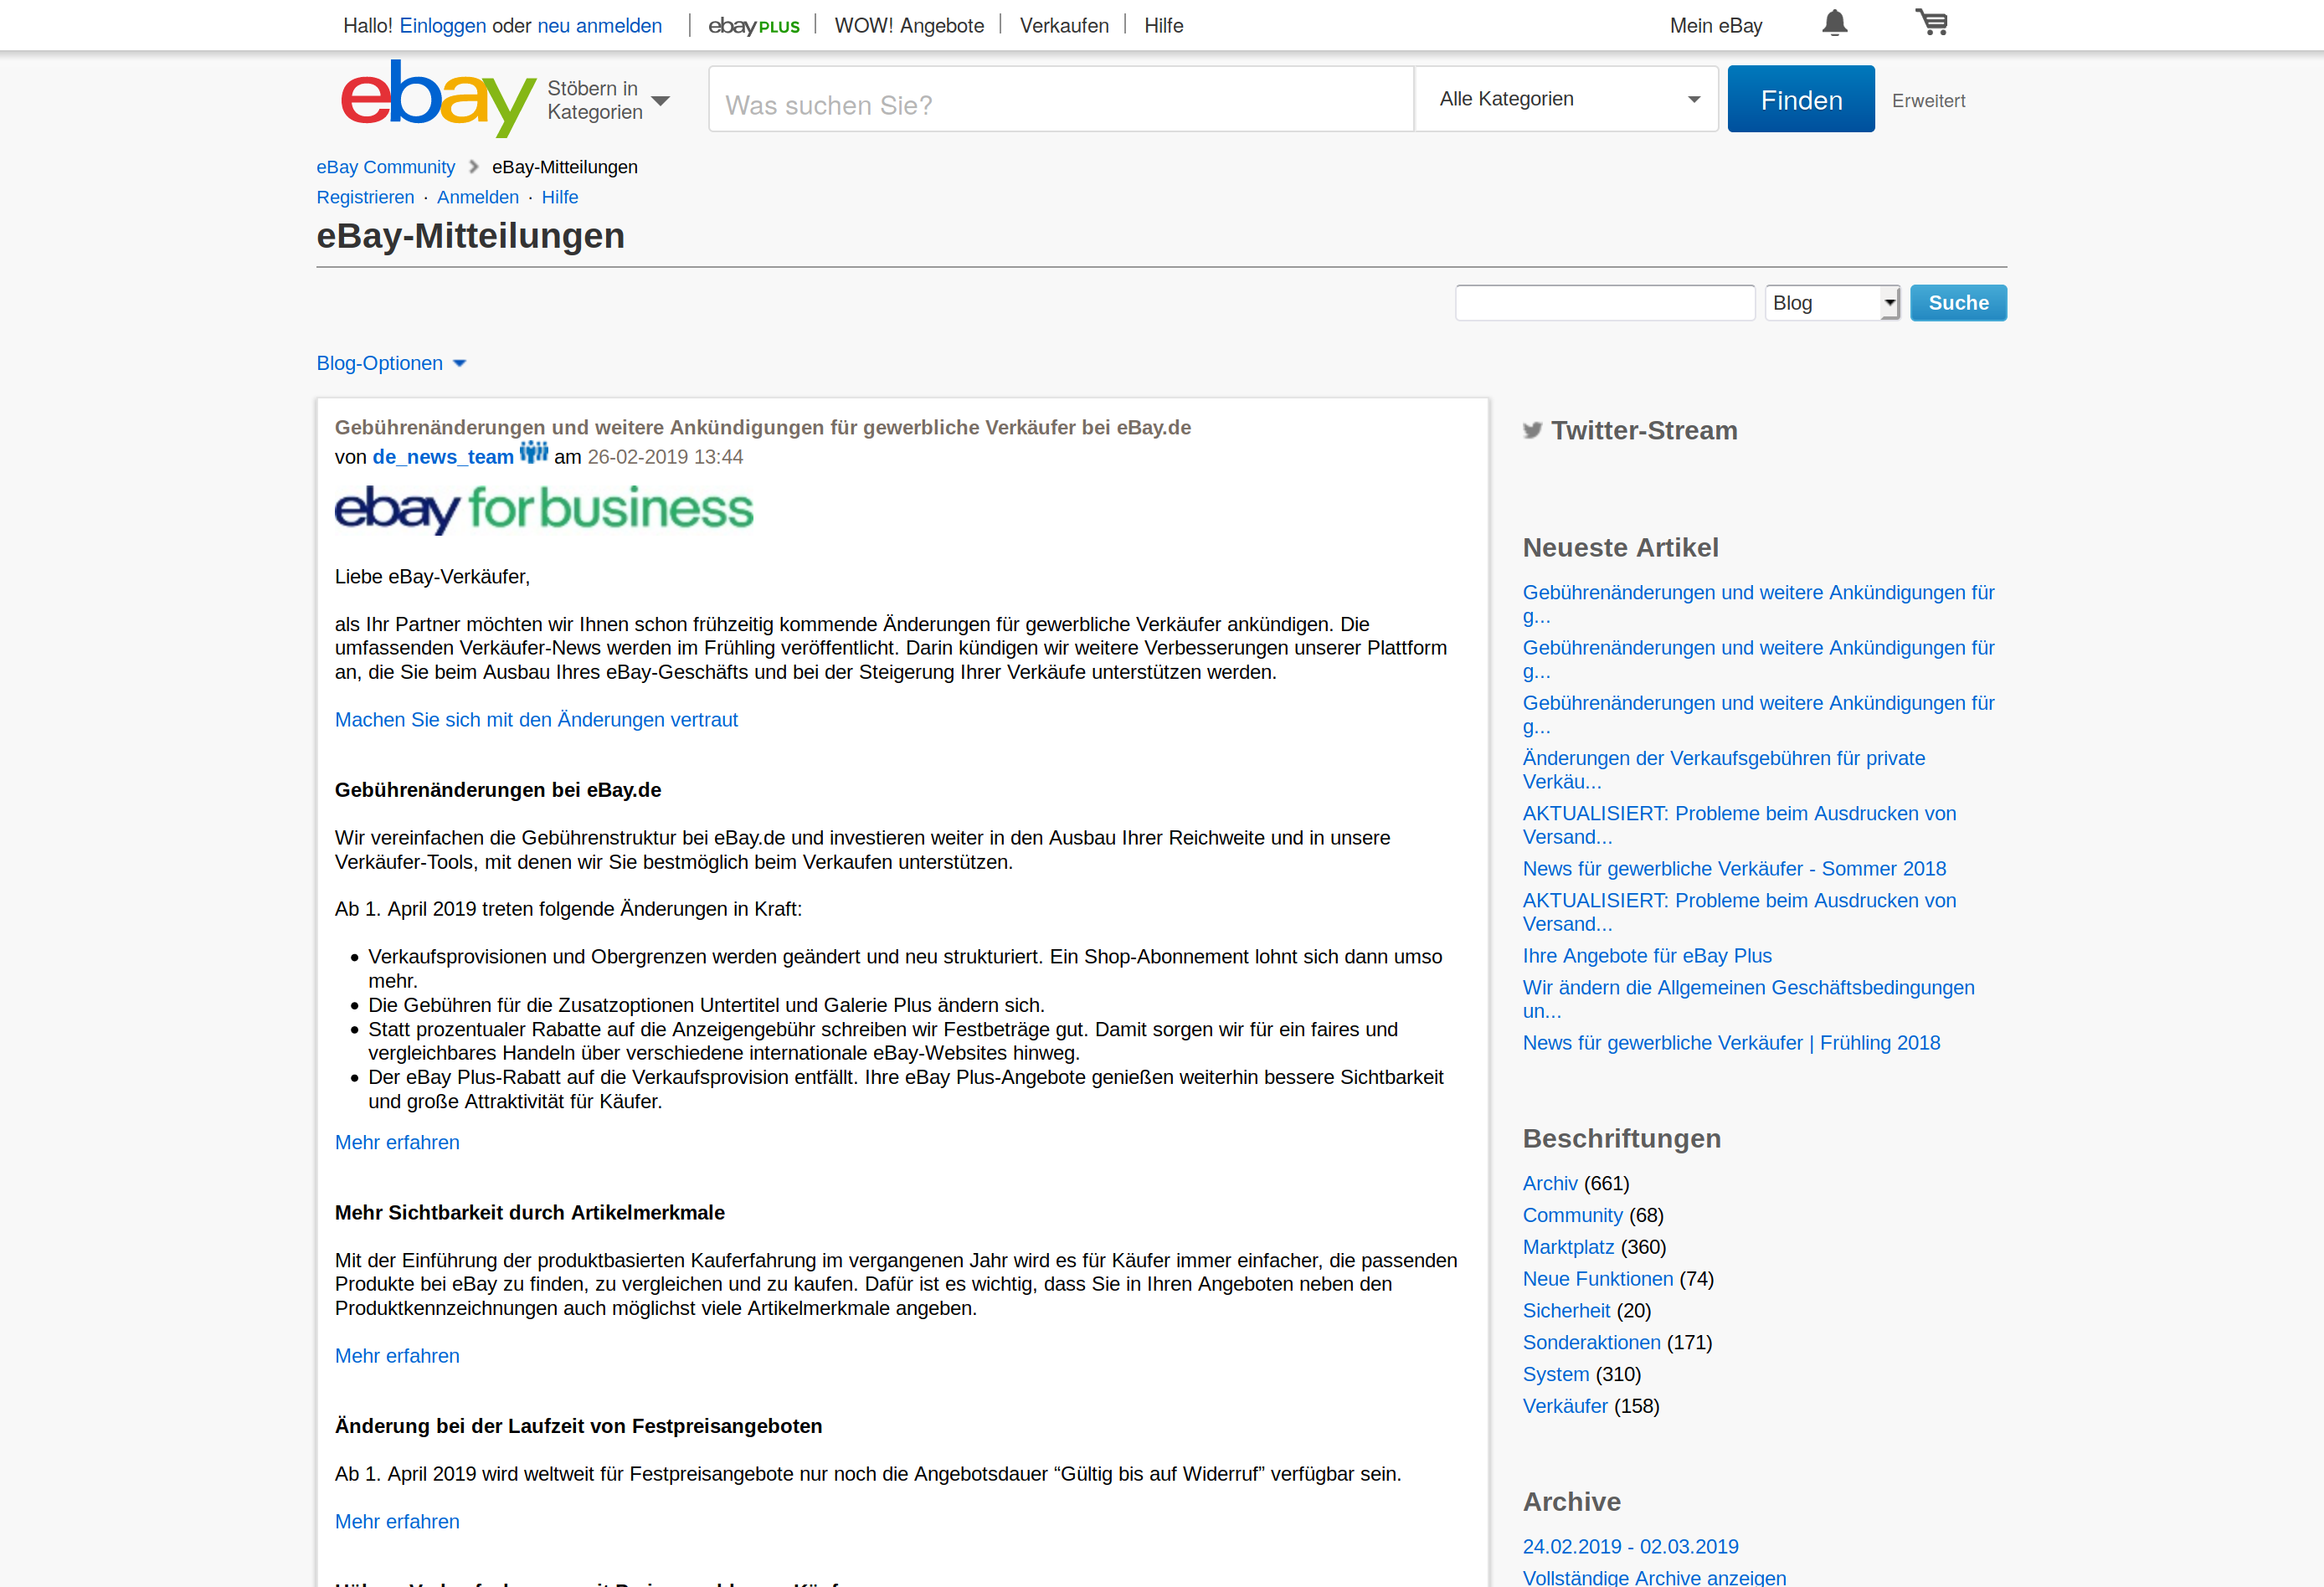 Hallo! Einloggen oder neu anmelden
ebay PLUS
WOW! Angebote
Verkaufen
Hilfe
Mein eBay
ebay
Stöbern in
Kategorien
Was suchen Sie?
Alle Kategorien
Finden
Erweitert
eBay Community
eBay-Mitteilungen
Registrieren · Anmelden · Hilfe
eBay-Mitteilungen
Blog
Suche
Blog-Optionen
Gebührenänderungen und weitere Ankündigungen für gewerbliche Verkäufer bei eBay.de
von de_news_team am 26-02-2019 13:44
ebay for business
Liebe eBay-Verkäufer,
als Ihr Partner möchten wir Ihnen schon frühzeitig kommende Änderungen für gewerbliche Verkäufer ankündigen. Die
umfassenden Verkäufer-News werden im Frühling veröffentlicht. Darin kündigen wir weitere Verbesserungen unserer Plattform
an, die Sie beim Ausbau Ihres eBay-Geschäfts und bei der Steigerung Ihrer Verkäufe unterstützen werden.
Machen Sie sich mit den Änderungen vertraut
Gebührenänderungen bei eBay.de
Wir vereinfachen die Gebührenstruktur bei eBay.de und investieren weiter in den Ausbau Ihrer Reichweite und in unsere
Verkäufer-Tools, mit denen wir Sie bestmöglich beim Verkaufen unterstützen.
Ab 1. April 2019 treten folgende Änderungen in Kraft:
• Verkaufsprovisionen und Obergrenzen werden geändert und neu strukturiert. Ein Shop-Abonnement lohnt sich dann umso
mehr.
• Die Gebühren für die Zusatzoptionen Untertitel und Galerie Plus ändern sich.
• Statt prozentualer Rabatte auf die Anzeigengebühr schreiben wir Festbeträge gut. Damit sorgen wir für ein faires und
vergleichbares Handeln über verschiedene internationale eBay-Websites hinweg.
• Der eBay Plus-Rabatt auf die Verkaufsprovision entfällt. Ihre eBay Plus-Angebote genießen weiterhin bessere Sichtbarkeit
und große Attraktivität für Käufer.
Mehr erfahren
Mehr Sichtbarkeit durch Artikelmerkmale
Mit der Einführung der produktbasierten Kauferfahrung im vergangenen Jahr wird es für Käufer immer einfacher, die passenden
Produkte bei eBay zu finden, zu vergleichen und zu kaufen. Dafür ist es wichtig, dass Sie in Ihren Angeboten neben den
Produktkennzeichnungen auch möglichst viele Artikelmerkmale angeben.
Mehr erfahren
Änderung bei der Laufzeit von Festpreisangeboten
Ab 1. April 2019 wird weltweit für Festpreisangebote nur noch die Angebotsdauer “Gültig bis auf Widerruf” verfügbar sein.
Mehr erfahren
Twitter-Stream
Neueste Artikel
Gebührenänderungen und weitere Ankündigungen für
g...
Gebührenänderungen und weitere Ankündigungen für
g...
Gebührenänderungen und weitere Ankündigungen für
g...
Änderungen der Verkaufsgebühren für private
Verkäu...
AKTUALISIERT: Probleme beim Ausdrucken von
Versand...
News für gewerbliche Verkäufer - Sommer 2018
AKTUALISIERT: Probleme beim Ausdrucken von
Versand...
Ihre Angebote für eBay Plus
Wir ändern die Allgemeinen Geschäftsbedingungen
un...
News für gewerbliche Verkäufer | Frühling 2018
Beschriftungen
Archiv (661)
Community (68)
Marktplatz (360)
Neue Funktionen (74)
Sicherheit (20)
Sonderaktionen (171)
System (310)
Verkäufer (158)
Archive
24.02.2019 - 02.03.2019
Vollständige Archive anzeigen